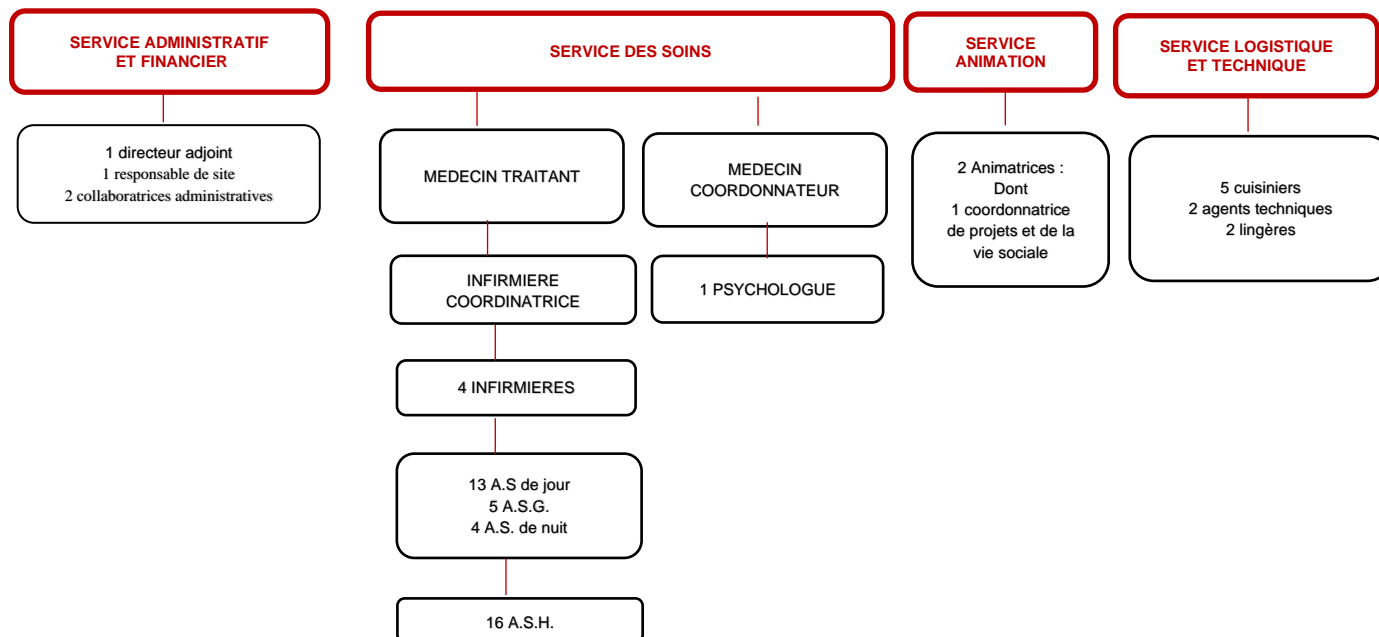 SERVICE ADMINISTRATIF
ET FINANCIER
1 directeur adjoint
1 responsable de site
2 collaboratrices administratives
SERVICE DES SOINS
MEDECIN TRAITANT
INFIRMIERE
COORDINATRICE
4 INFIRMIERES
13 A.S de jour
5 A.S.G.
4 A.S. de nuit
16 A.S.H.
MEDECIN
COORDONNATEUR
1 PSYCHOLOGUE
SERVICE
ANIMATION
2 Animatrices :
Dont
1 coordonnatrice
de projets et de la
vie sociale
SERVICE LOGISTIQUE
ET TECHNIQUE
5 cuisiniers
2 agents techniques
2 lingères